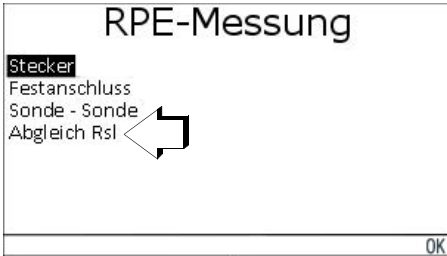 RPE-Messung
Stecker
Festanschluss
Sonde - Sonde
Abgleich Rsl
OK